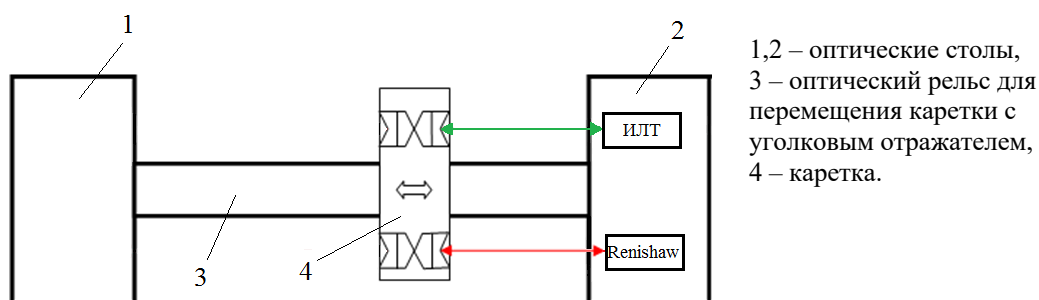 1
2
1,2 – оптические столы,
3 – оптический рельс для
перемещения каретки с
уголковым отражателем,
4 – каретка.
ИЛТ
Renishaw
3
4